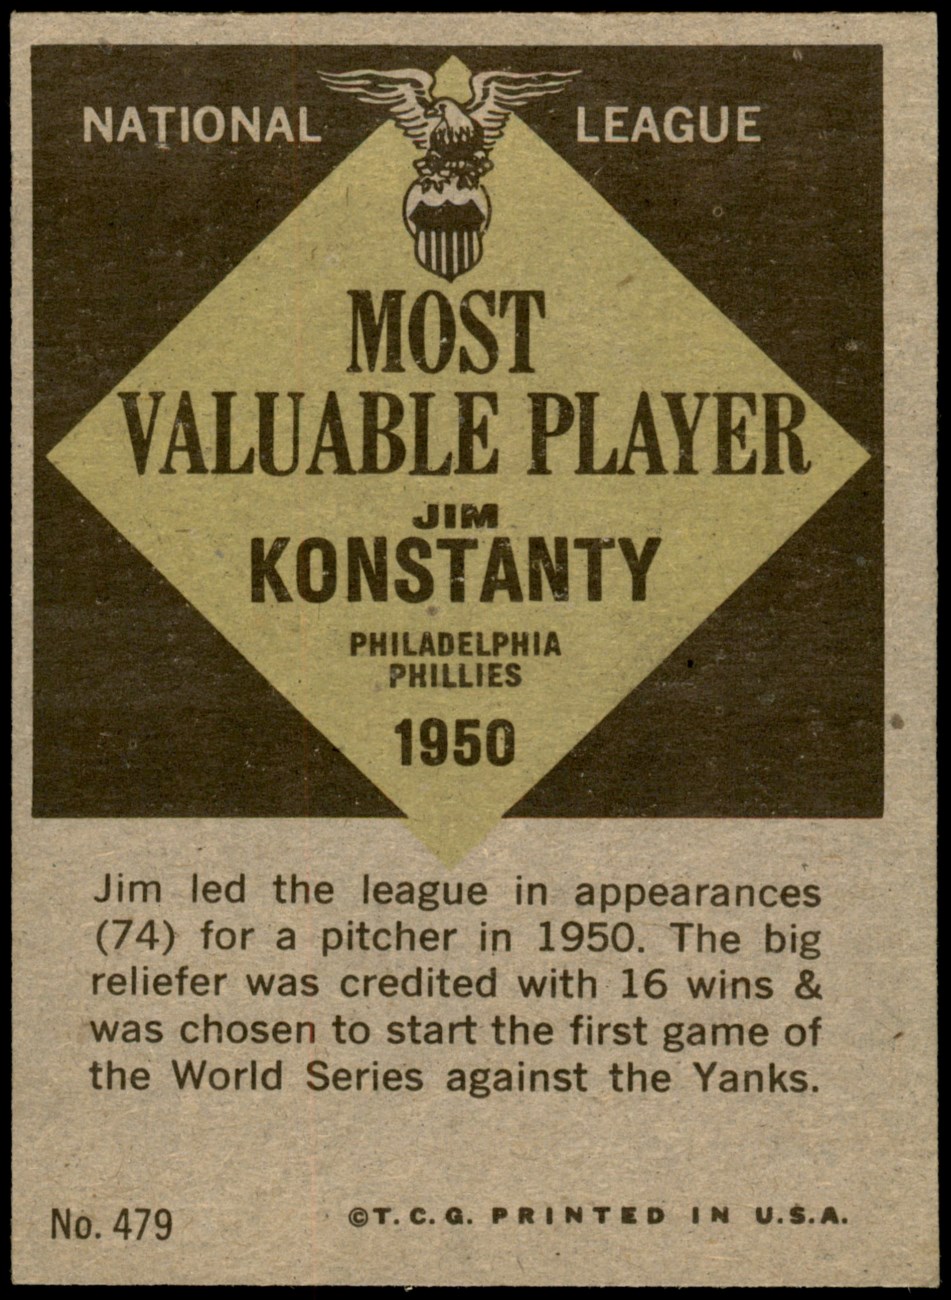 NATIONAL LEAGUE
MOST
VALUABLE PLAYER
JIM
KONSTANTY
PHILADELPHIA
PHILLIES
1950
Jim led the league in appearances
(74) for a pitcher in 1950. The big
reliefer was credited with 16 wins &
was chosen to start the first game of
the World Series against the Yanks.
No. 479 ©T.C.G. PRINTED IN U.S.A.